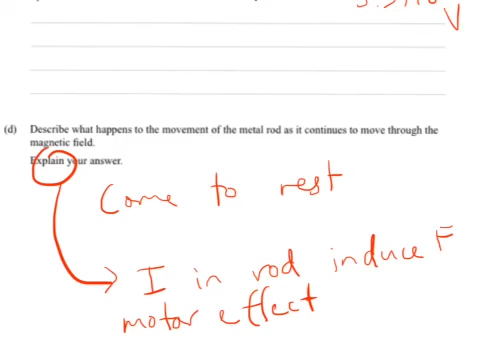 V
(d) Describe what happens to the movement of the metal rod as it continues to move through the
magnetic field.
Explain your answer.
Come to rest
→ I in rod induce F
motor effect